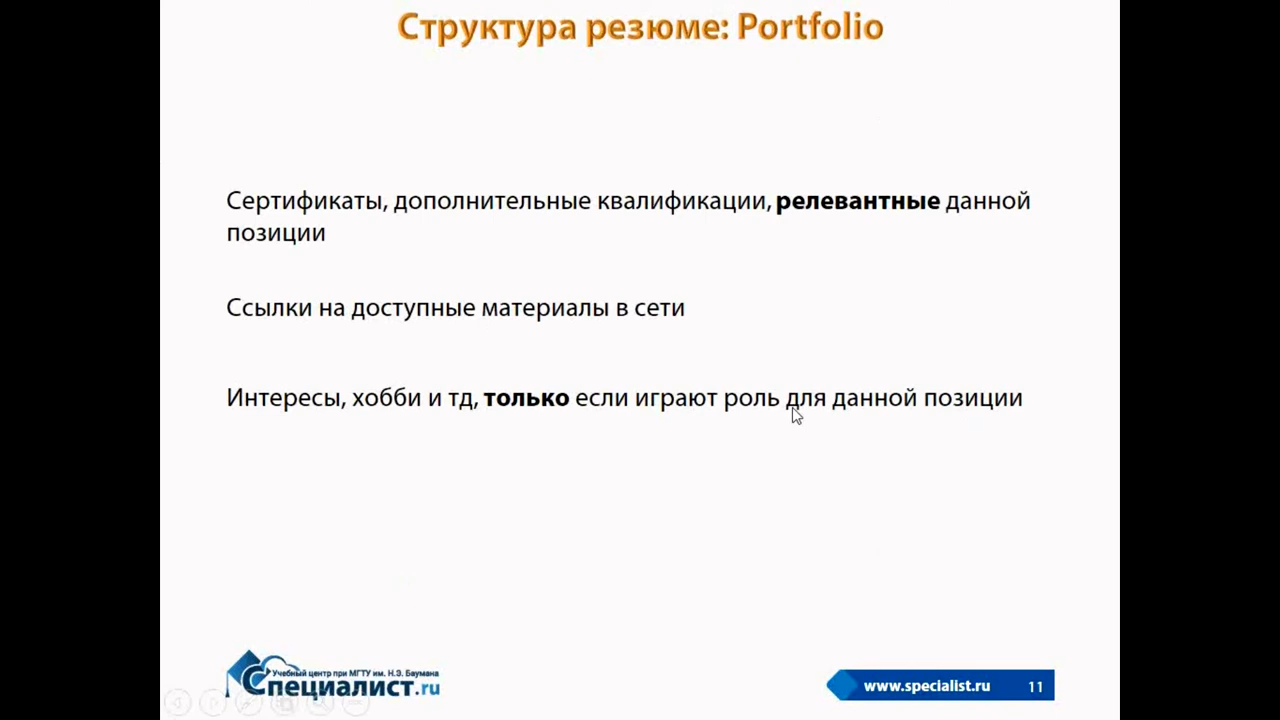 Структура резюме: Portfolio
Сертификаты, дополнительные квалификации, релевантные данной
позиции
Ссылки на доступные материалы в сети
Интересы, хобби и тд, только если играют роль для данной позиции
Учебный центр при МГТУ им. Н.Э. Баумана
Специалист.ru
www.specialist.ru 11